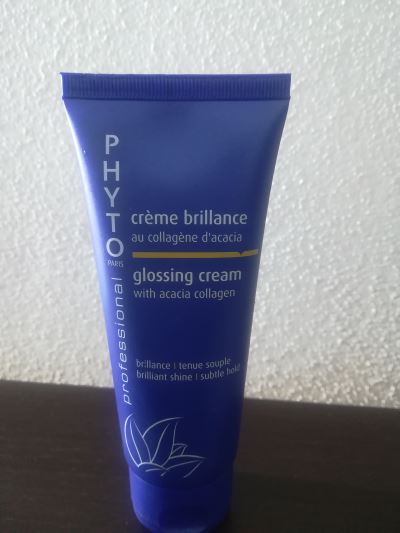 PHYTO
PARIS
professional
crème brillance
au collagène d'acacia
glossing cream
with acacia collagen
brillance | tenue souple
brilliant shine | subtle hold